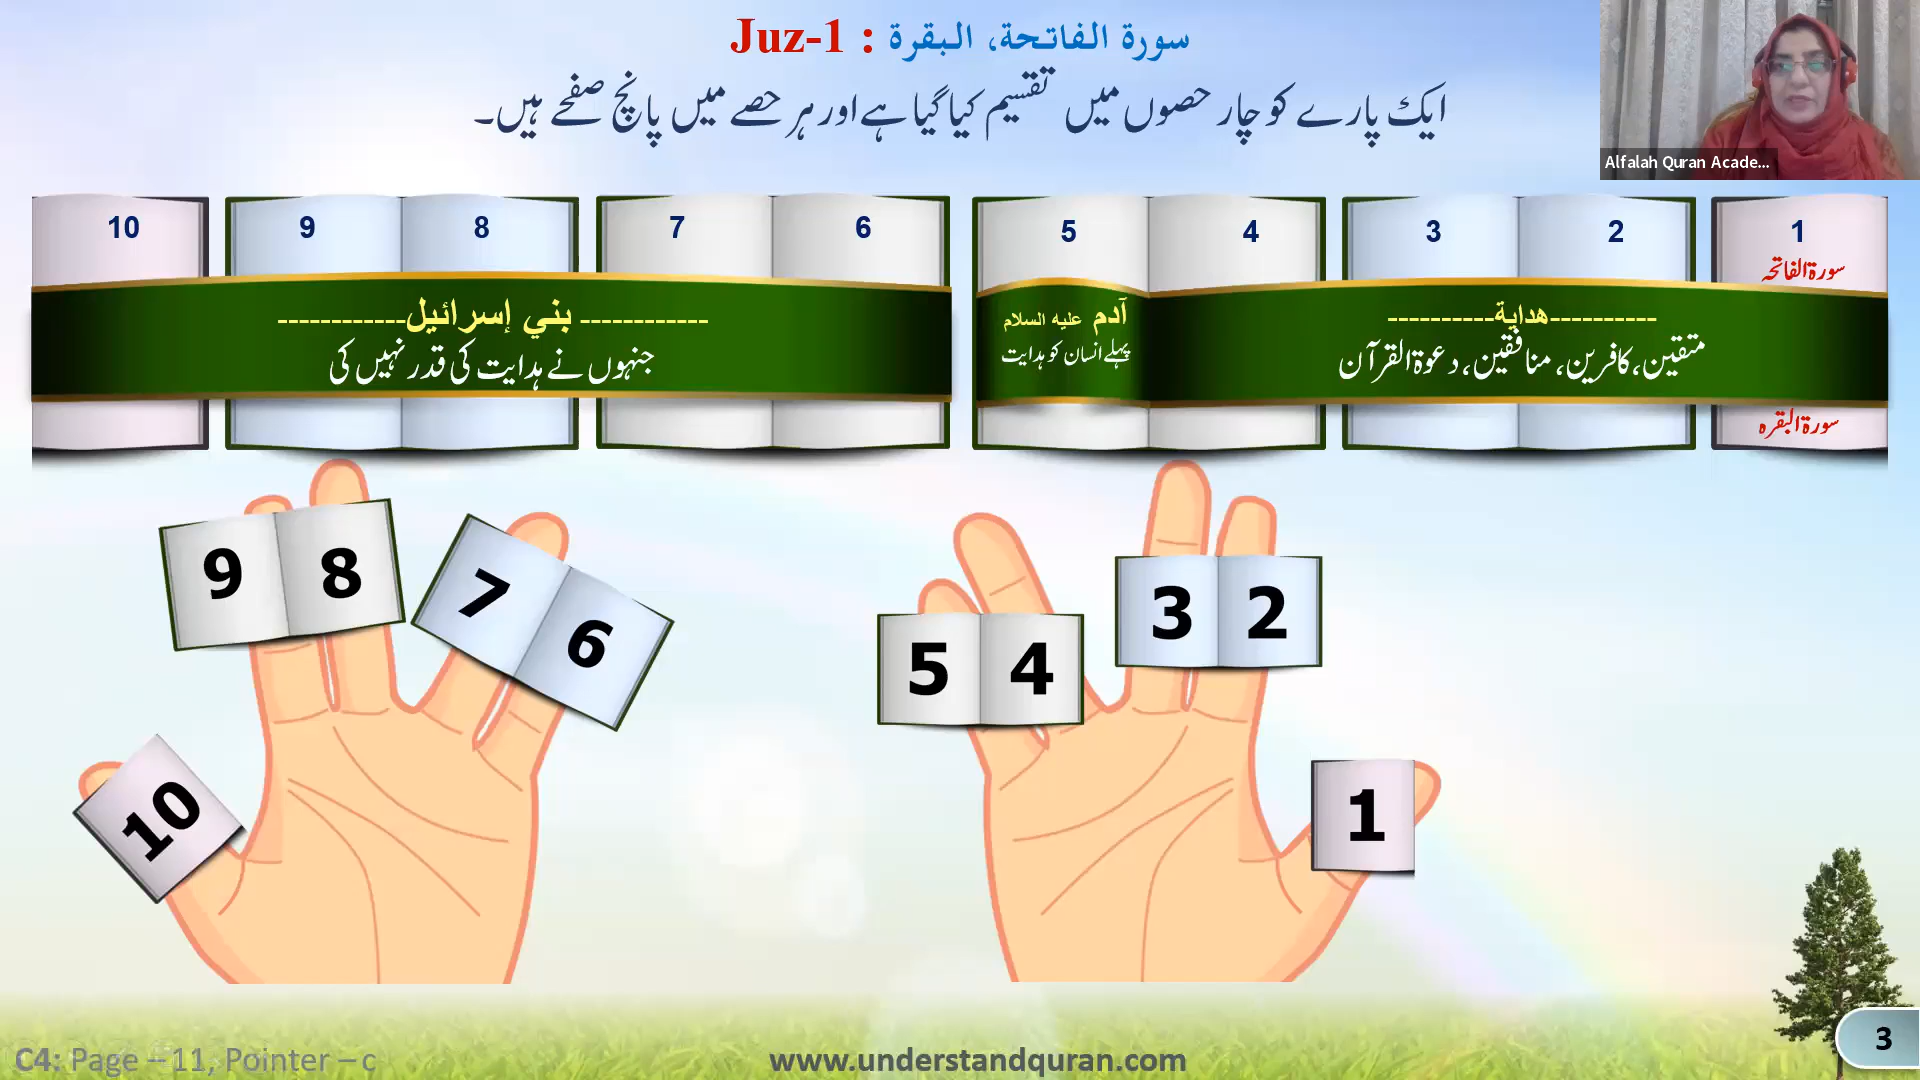 Juz-1 : سورة الفاتحة، البقرة
ایک پارے کو چار حصوں میں تقسیم کیا گیا ہے اور ہر حصے میں پانچ صفحے ہیں۔
Alfalah Quran Acade...
1
2
3
4
5
6
7
8
9
10
سورۃ الفاتحہ
----------هداية----------
متقین، کافرین، منافقین، دعوۃ القرآن
آدم عليه السلام
پہلے انسان کو ہدایت
------------ بني إسرائيل------------
جنہوں نے ہدایت کی قدر نہیں کی
سورۃ البقرہ
9 8
7 6
10
5 4
3 2
1
C4: Page – 11, Pointer – c
www.understandquran.com
3